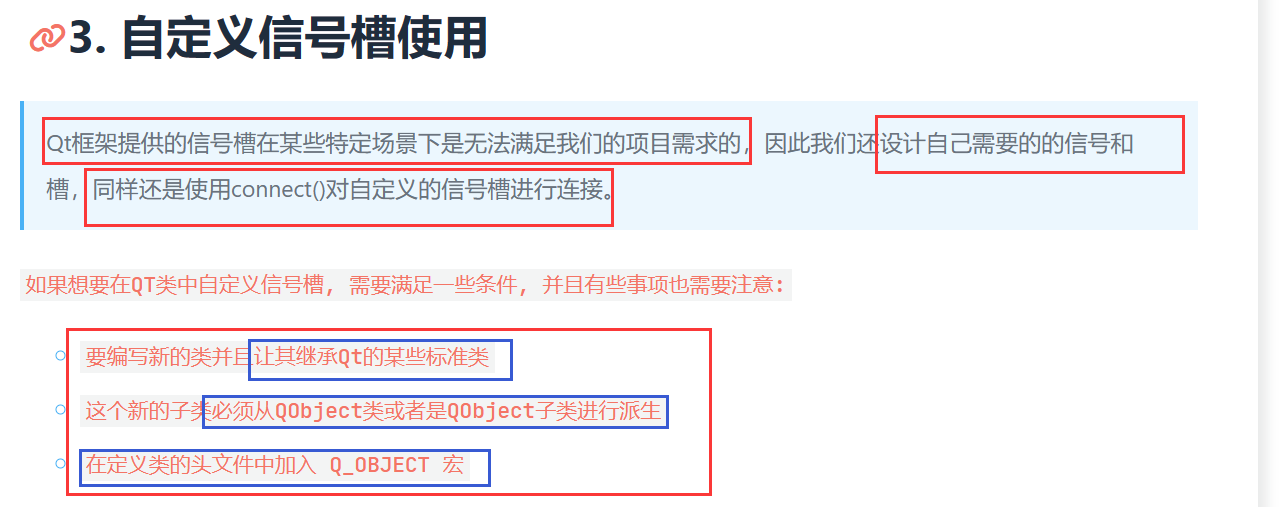 3. 自定义信号槽使用
Qt框架提供的信号槽在某些特定场景下是无法满足我们的项目需求的，因此我们还设计自己需要的的信号和
槽，同样还是使用connect()对自定义的信号槽进行连接。
如果想要在QT类中自定义信号槽, 需要满足一些条件, 并且有些事项也需要注意:
要编写新的类并且让其继承Qt的某些标准类
这个新的子类必须从QObject类或者是QObject子类进行派生
在定义类的头文件中加入 Q_OBJECT 宏